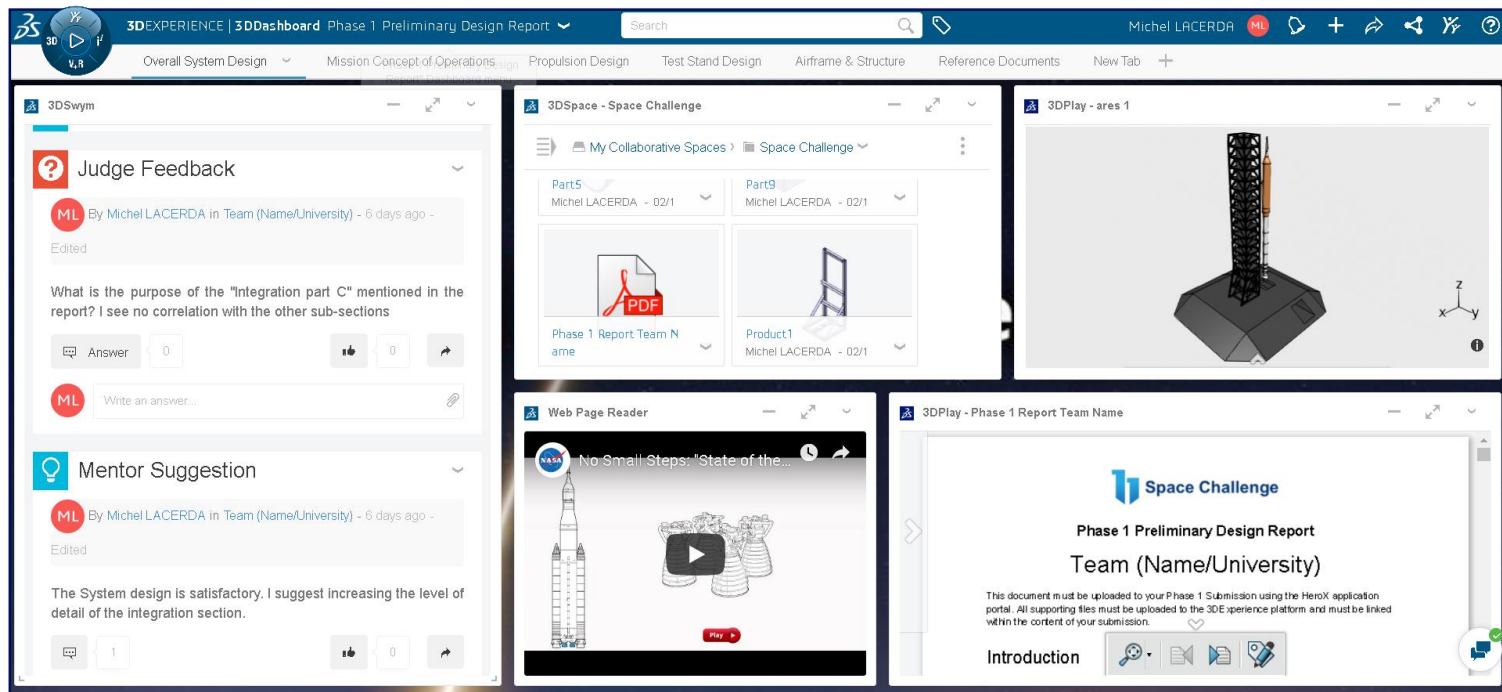 3DEXPERIENCE | 3DDashboard Phase 1 Preliminary Design Report
Search
Michel LACERDA ML
3D
V,R
Overall System Design
Mission Concept of Operations
Propulsion Design
Test Stand Design
Airframe & Structure
Reference Documents
New Tab
Report" Dashboard menu
3DSwym
Judge Feedback
ML By Michel LACERDA in Team (Name/University) - 6 days ago -
Edited
What is the purpose of the "Integration part C" mentioned in the
report? I see no correlation with the other sub-sections
Answer 0 0
ML Write an answer...
Mentor Suggestion
ML By Michel LACERDA in Team (Name/University) - 6 days ago -
Edited
The System design is satisfactory. I suggest increasing the level of
detail of the integration section.
1 0
3DSpace - Space Challenge
My Collaborative Spaces Space Challenge
Part5
Michel LACERDA - 02/1
Part9
Michel LACERDA - 02/1
PDF
Phase 1 Report Team N
ame
Product1
Michel LACERDA - 02/1
3DPlay - ares 1
z
x y
Web Page Reader
NASA No Small Steps: "State of the...
Play
3DPlay - Phase 1 Report Team Name
Space Challenge
Phase 1 Preliminary Design Report
Team (Name/University)
This document must be uploaded to your Phase 1 Submission using the HeroX application
portal. All supporting files must be uploaded to the 3DExperience platform and must be linked
within the content of your submission.
Introduction